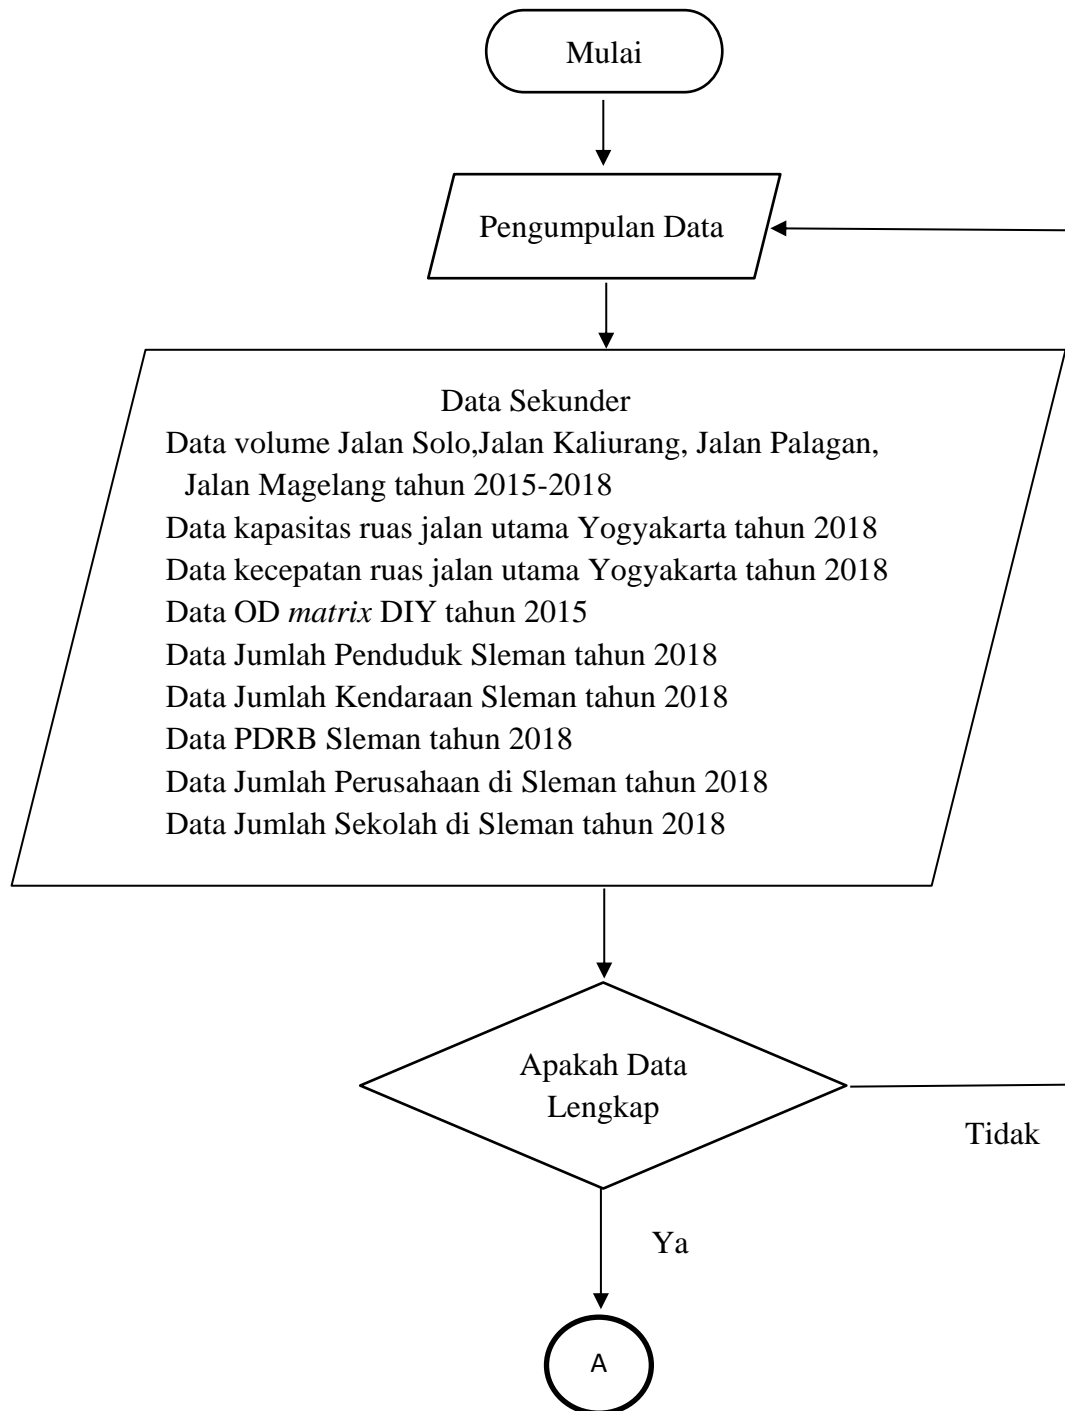 Mulai
Pengumpulan Data
Data Sekunder
Data volume Jalan Solo,Jalan Kaliurang, Jalan Palagan,
Jalan Magelang tahun 2015-2018
Data kapasitas ruas jalan utama Yogyakarta tahun 2018
Data kecepatan ruas jalan utama Yogyakarta tahun 2018
Data OD matrix DIY tahun 2015
Data Jumlah Penduduk Sleman tahun 2018
Data Jumlah Kendaraan Sleman tahun 2018
Data PDRB Sleman tahun 2018
Data Jumlah Perusahaan di Sleman tahun 2018
Data Jumlah Sekolah di Sleman tahun 2018
Apakah Data
Lengkap
Tidak
Ya
A